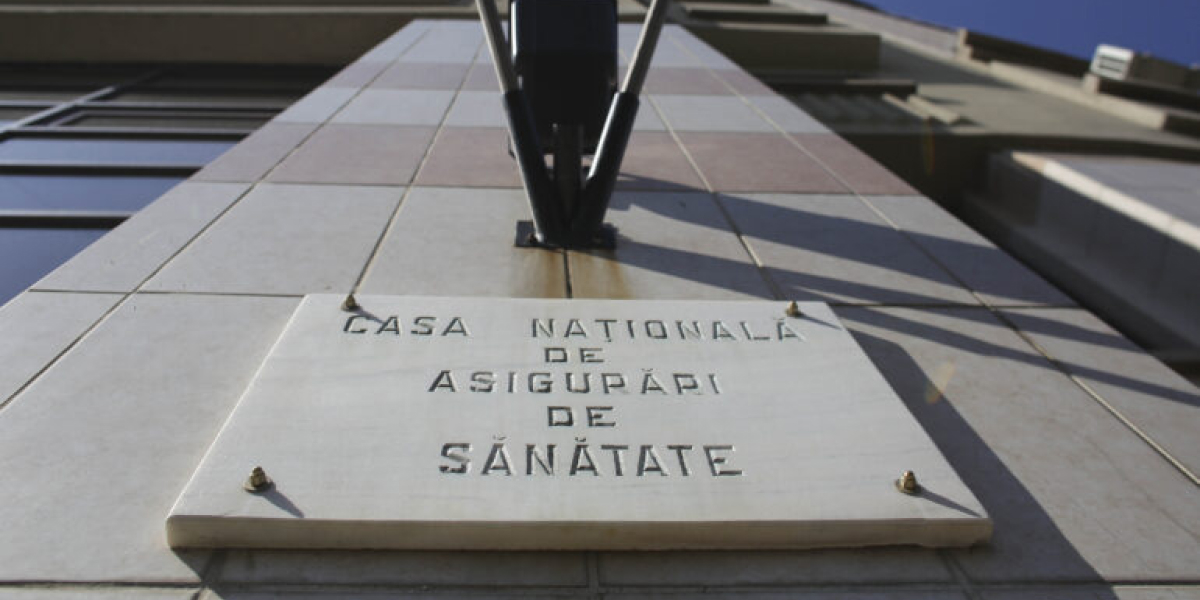 CASA NAȚIONALĂ
DE
ASIGURĂRI
DE
SĂNĂTATE